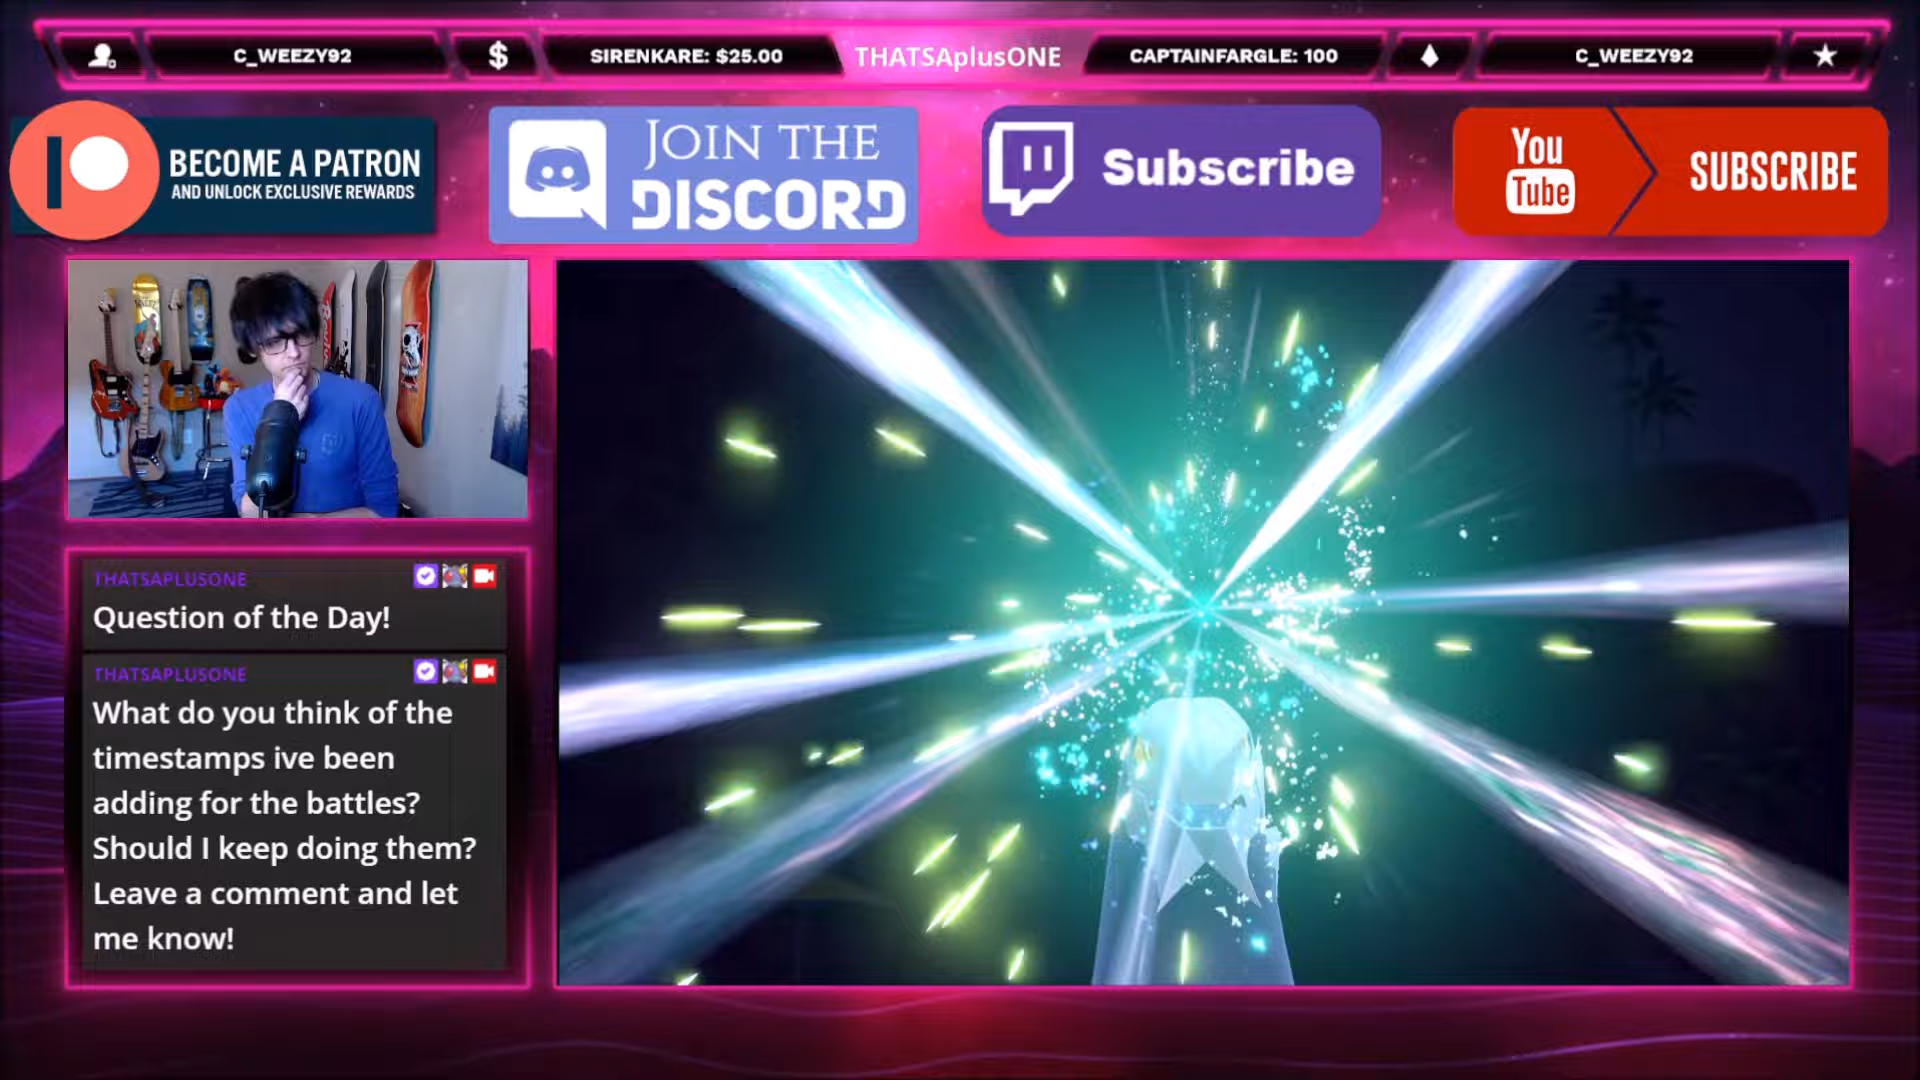 C_WEEZY92
$
SIRENKARE: $25.00
THATSAplusONE
CAPTAINFARGLE: 100
C_WEEZY92
BECOME A PATRON
AND UNLOCK EXCLUSIVE REWARDS
JOIN THE
DISCORD
Subscribe
You
Tube
SUBSCRIBE
THATSAPLUSONE
Question of the Day!
THATSAPLUSONE
What do you think of the
timestamps ive been
adding for the battles?
Should I keep doing them?
Leave a comment and let
me know!